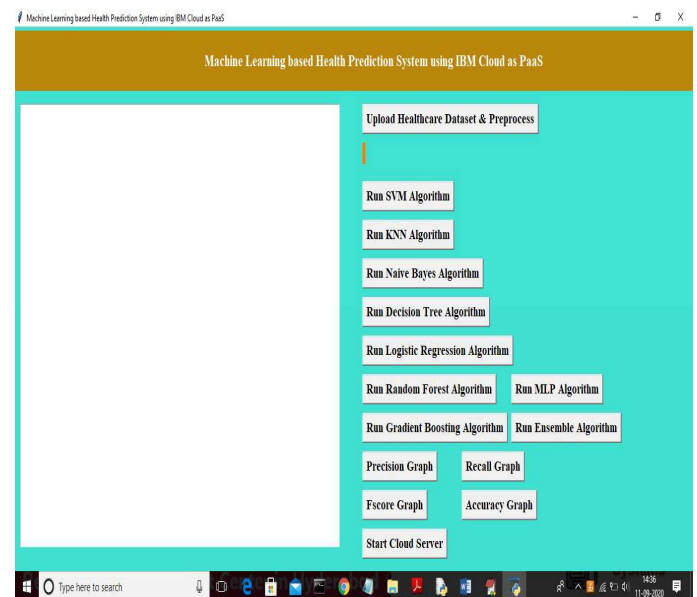 Machine Learning based Health Prediction System using IBM Cloud as PaaS
Machine Learning based Health Prediction System using IBM Cloud as PaaS
Upload Healthcare Dataset & Preprocess
Run SVM Algorithm
Run KNN Algorithm
Run Naive Bayes Algorithm
Run Decision Tree Algorithm
Run Logistic Regression Algorithm
Run Random Forest Algorithm Run MLP Algorithm
Run Gradient Boosting Algorithm Run Ensemble Algorithm
Precision Graph Recall Graph
Fscore Graph Accuracy Graph
Start Cloud Server
Type here to search
14:36
11-09-2020